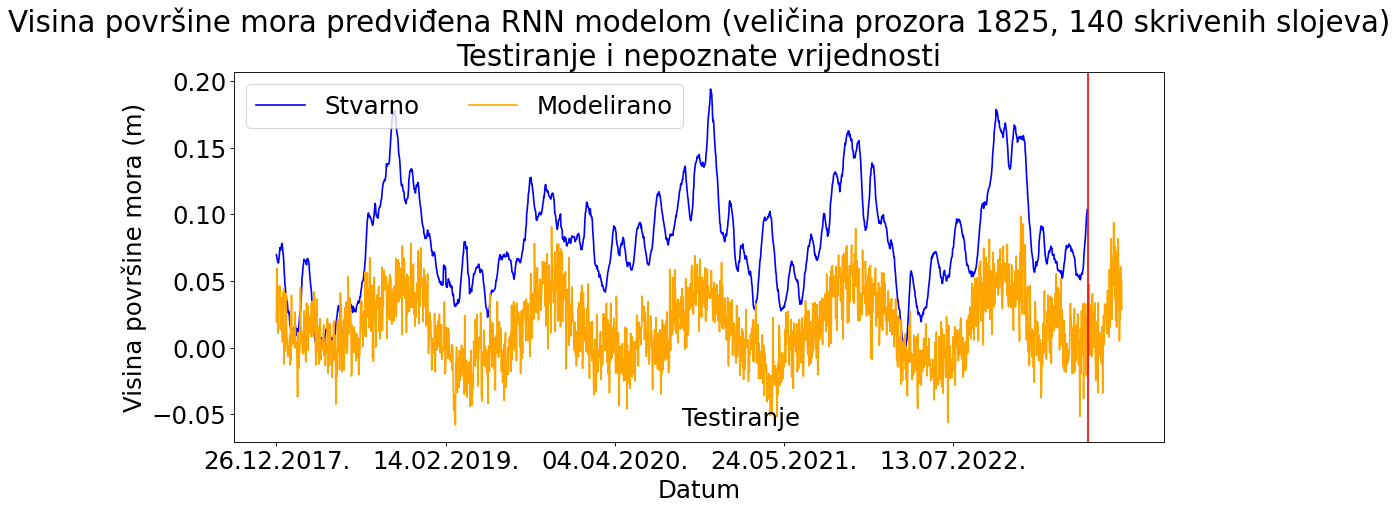 Visina površine mora predviđena RNN modelom (veličina prozora 1825, 140 skrivenih slojeva)
Testiranje i nepoznate vrijednosti
Stvarno
Modelirano
Visina površine mora (m)
0.20
0.15
0.10
0.05
0.00
−0.05
Testiranje
26.12.2017.
14.02.2019.
04.04.2020.
24.05.2021.
13.07.2022.
Datum